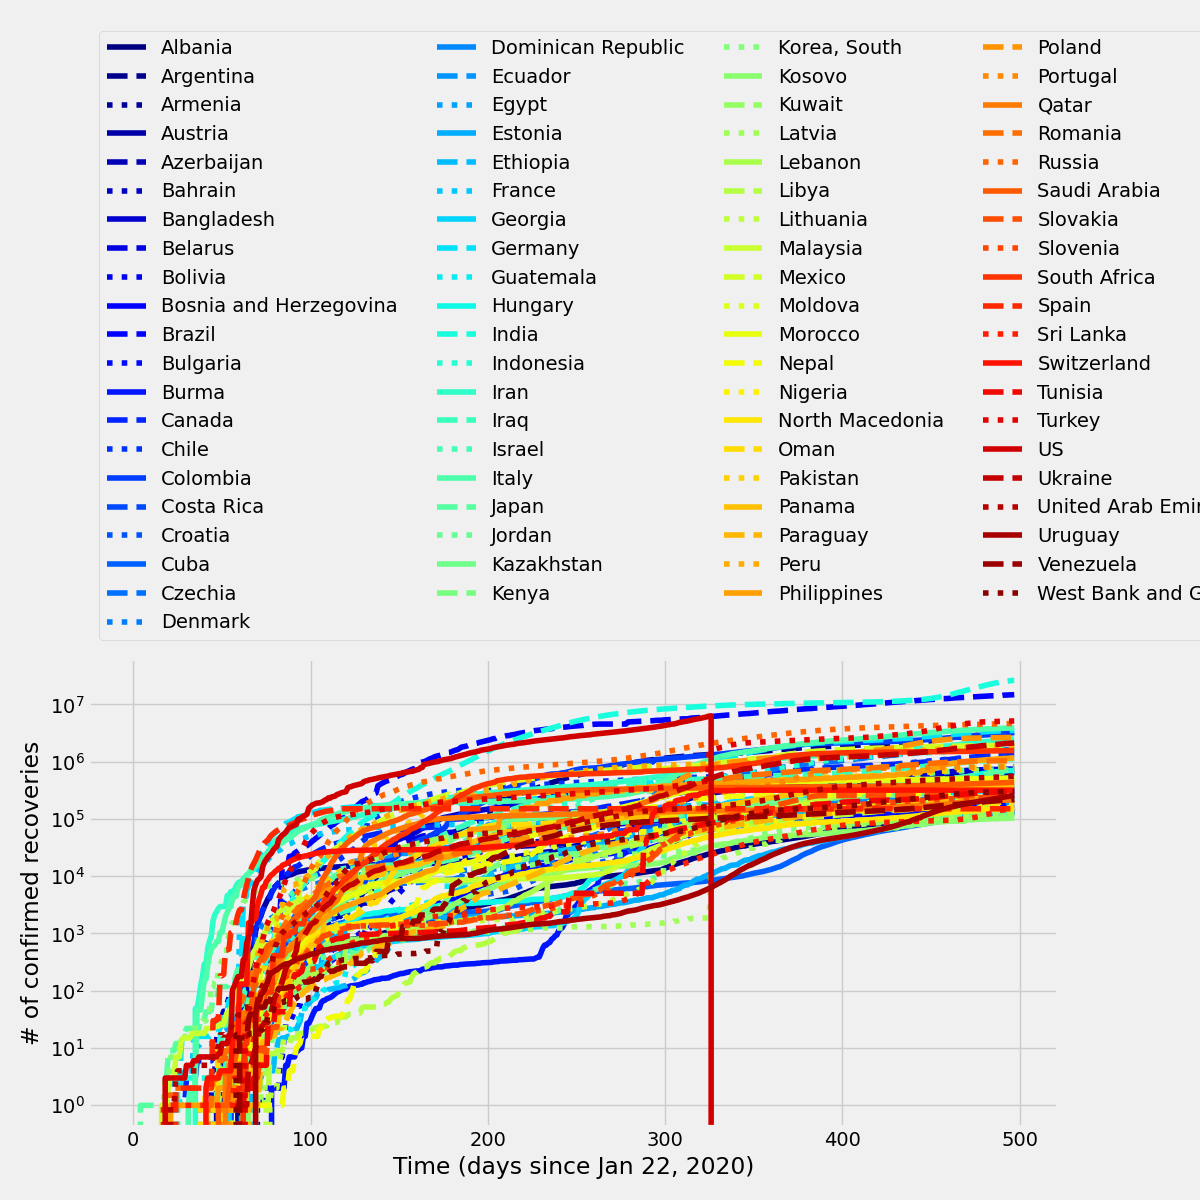 Albania
Argentina
Armenia
Austria
Azerbaijan
Bahrain
Bangladesh
Belarus
Bolivia
Bosnia and Herzegovina
Brazil
Bulgaria
Burma
Canada
Chile
Colombia
Costa Rica
Croatia
Cuba
Czechia
Denmark
Dominican Republic
Ecuador
Egypt
Estonia
Ethiopia
France
Georgia
Germany
Guatemala
Hungary
India
Indonesia
Iran
Iraq
Israel
Italy
Japan
Jordan
Kazakhstan
Kenya
Korea, South
Kosovo
Kuwait
Latvia
Lebanon
Libya
Lithuania
Malaysia
Mexico
Moldova
Morocco
Nepal
Nigeria
North Macedonia
Oman
Pakistan
Panama
Paraguay
Peru
Philippines
Poland
Portugal
Qatar
Romania
Russia
Saudi Arabia
Slovakia
Slovenia
South Africa
Spain
Sri Lanka
Switzerland
Tunisia
Turkey
US
Ukraine
United Arab Emir
Uruguay
Venezuela
West Bank and G
# of confirmed recoveries
10⁷
10⁶
10⁵
10⁴
10³
10²
10¹
10⁰
0 100 200 300 400 500
Time (days since Jan 22, 2020)